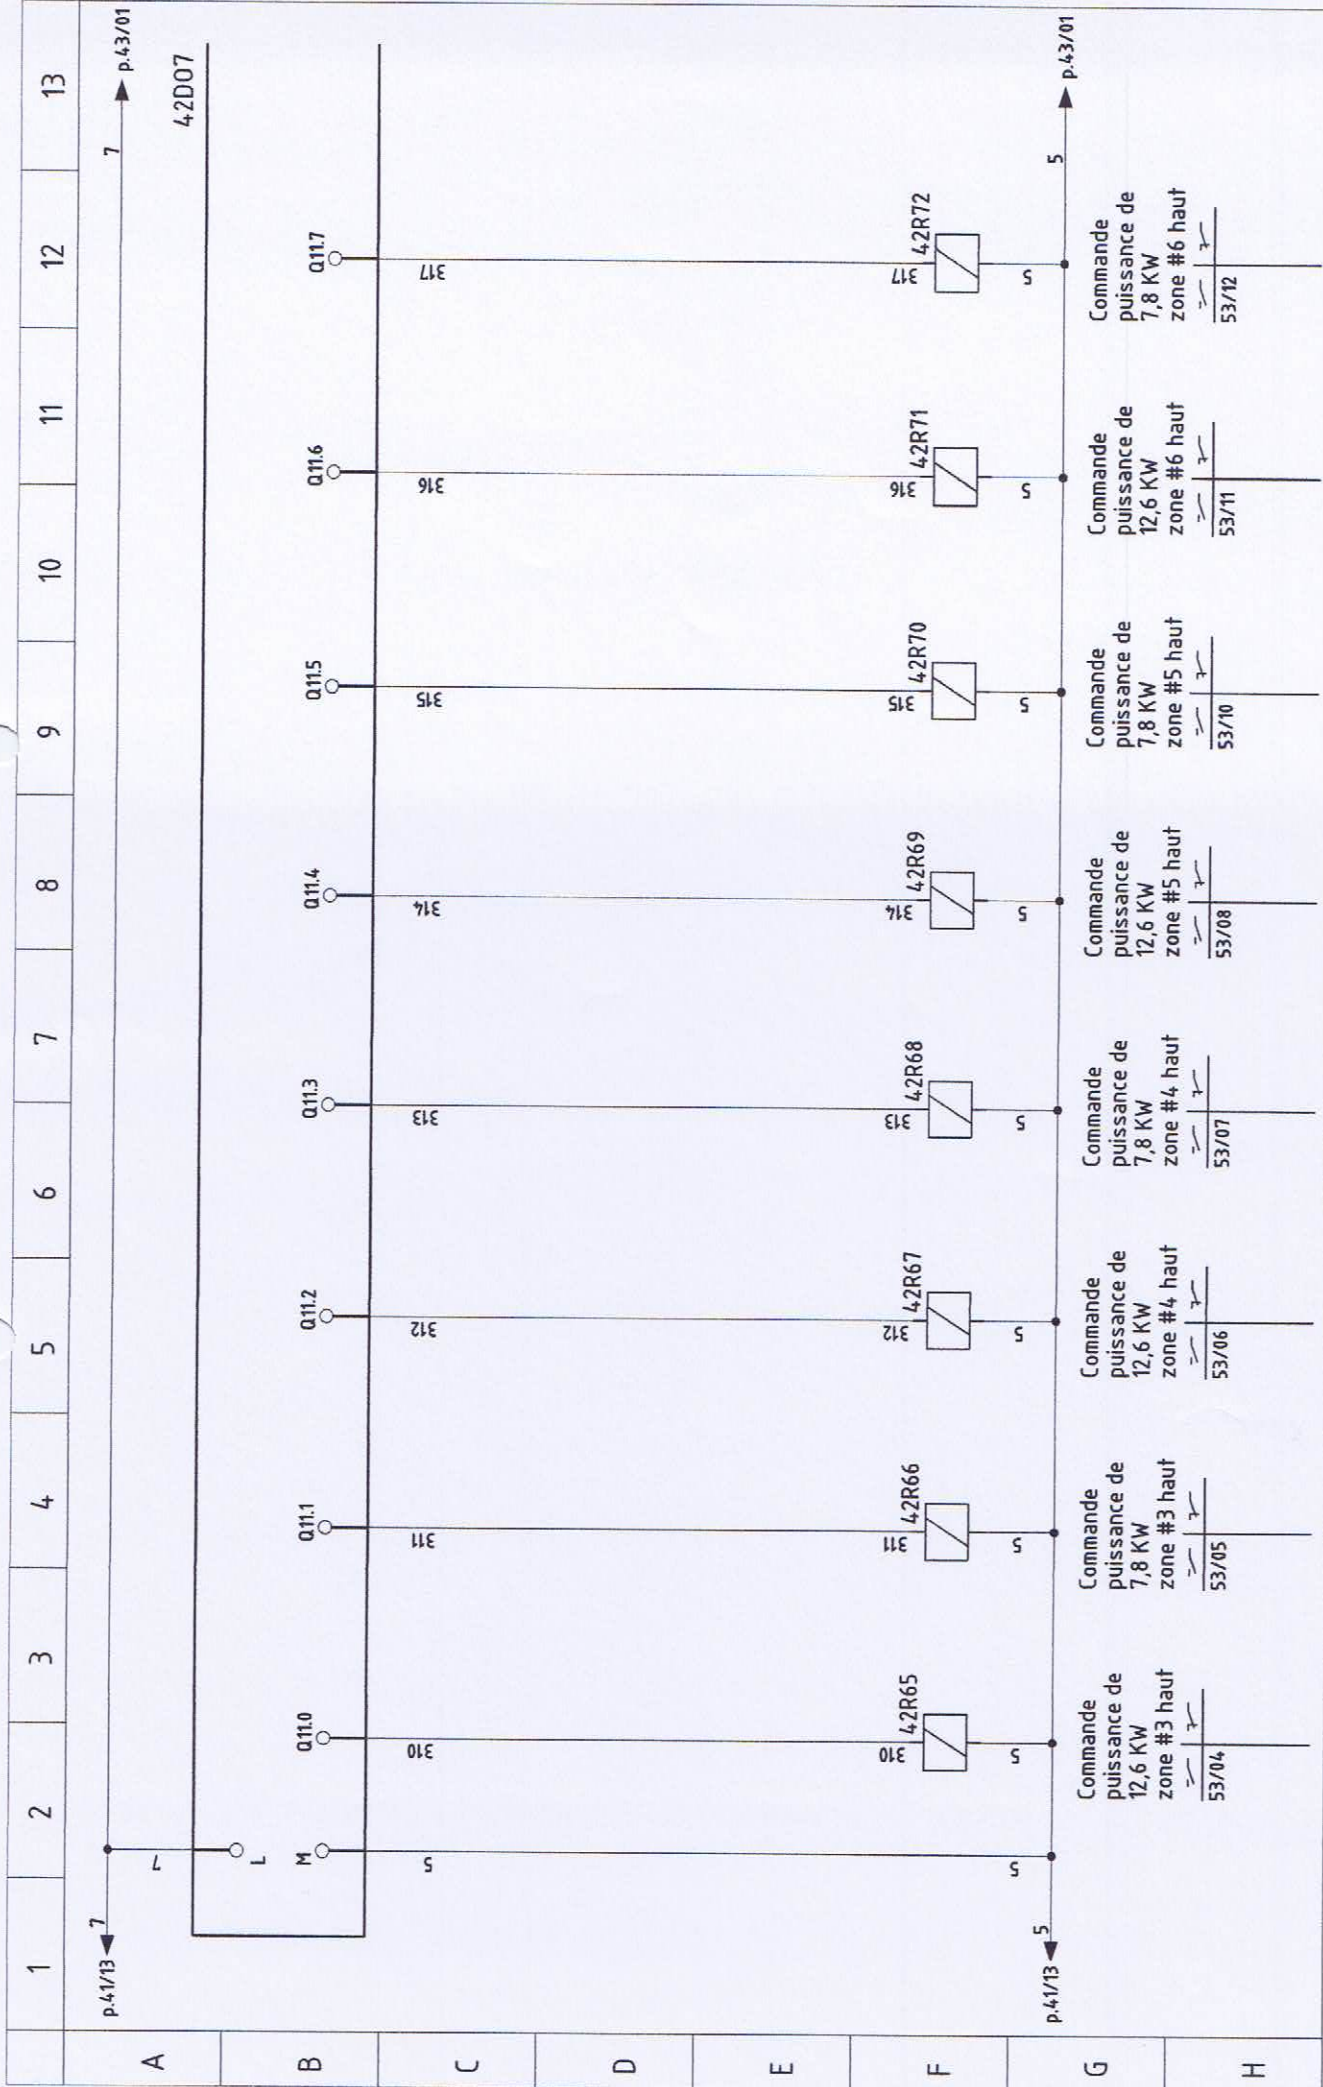 1 2 3 4 5 6 7 8 9 10 11 12 13
A
B
C
D
E
F
G
H
p.41/13 7
7 p.43/01
42D07
7
L
M
Q11.0
Q11.1
Q11.2
Q11.3
Q11.4
Q11.5
Q11.6
Q11.7
5
310
311
312
313
314
315
316
317
310
42R65
311
42R66
312
42R67
313
42R68
314
42R69
315
42R70
316
42R71
317
42R72
5
5
5
5
5
5
5
5
5
p.41/13 5
5 p.43/01
Commande
puissance de
12,6 KW
zone #3 haut
53/04
Commande
puissance de
7,8 KW
zone #3 haut
53/05
Commande
puissance de
12,6 KW
zone #4 haut
53/06
Commande
puissance de
7,8 KW
zone #4 haut
53/07
Commande
puissance de
12,6 KW
zone #5 haut
53/08
Commande
puissance de
7,8 KW
zone #5 haut
53/10
Commande
puissance de
12,6 KW
zone #6 haut
53/11
Commande
puissance de
7,8 KW
zone #6 haut
53/12